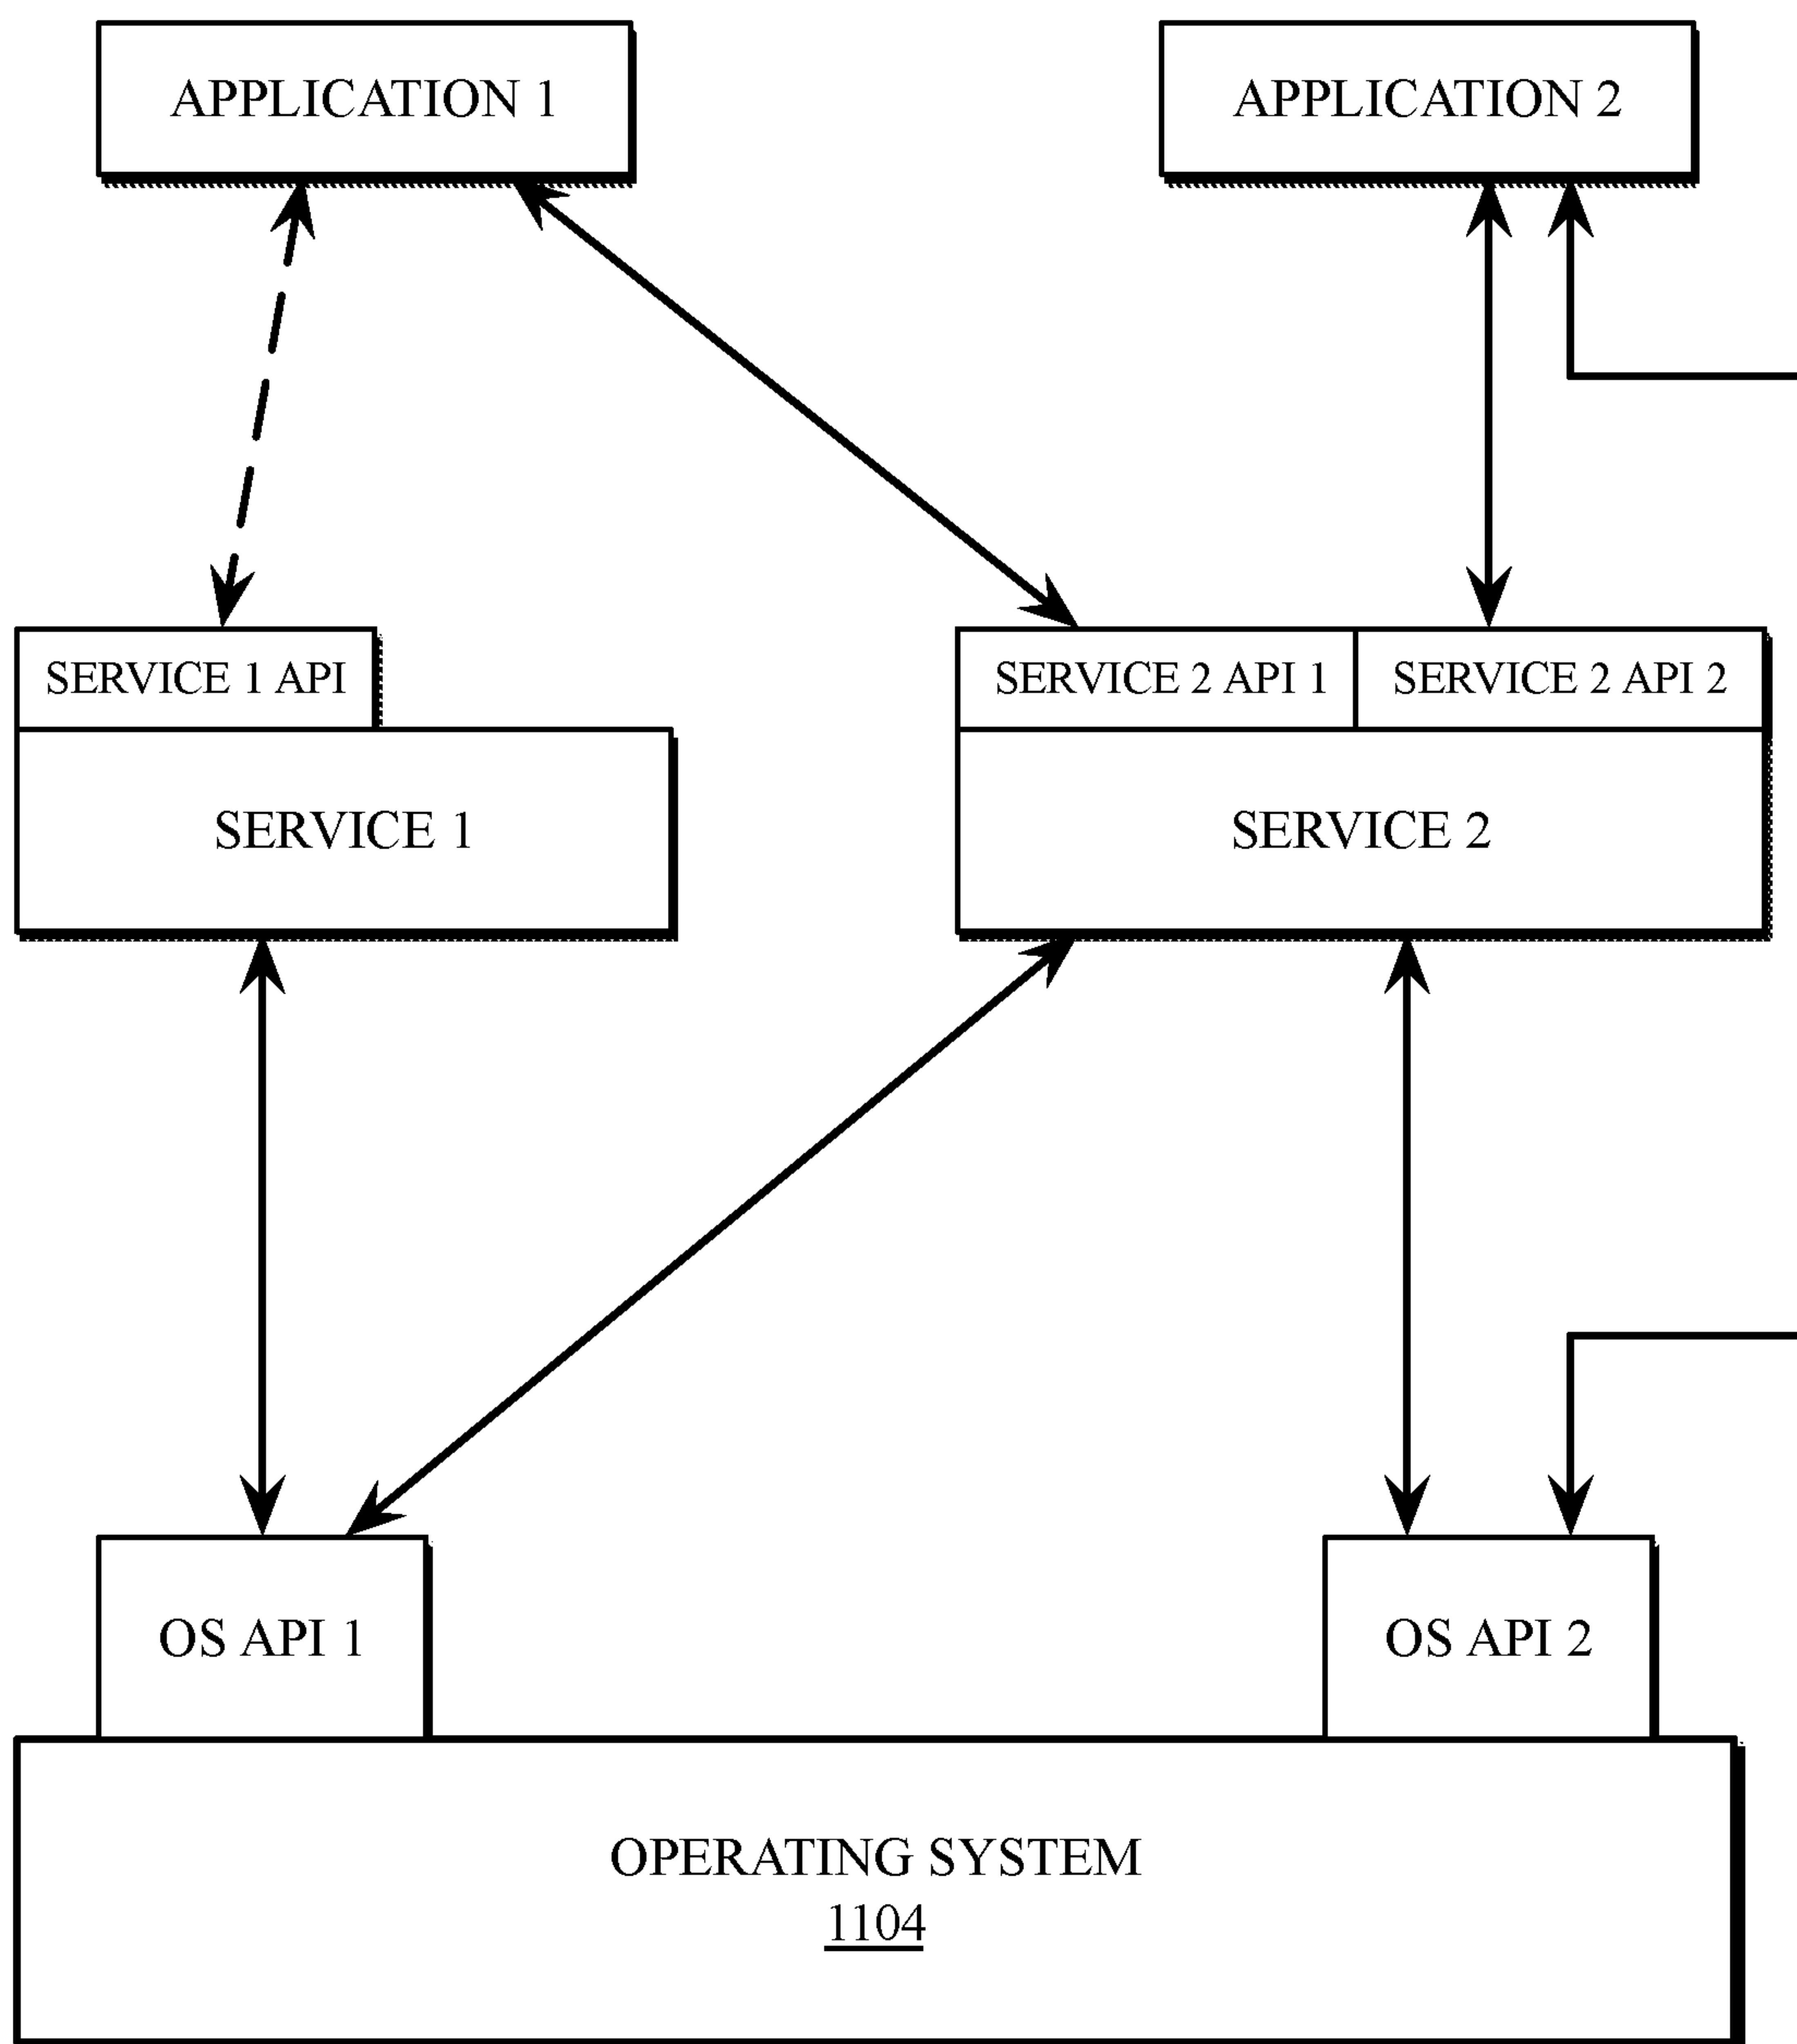 APPLICATION 1
APPLICATION 2
SERVICE 1 API
SERVICE 2 API 1
SERVICE 2 API 2
SERVICE 1
SERVICE 2
OS API 1
OS API 2
OPERATING SYSTEM
1104